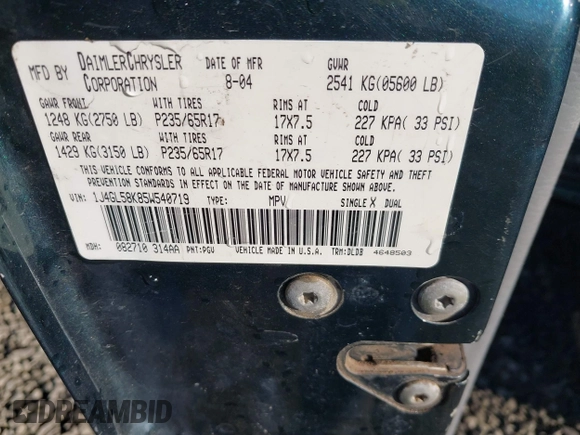 MFD BY DAIMLERCHRYSLER CORPORATION DATE OF MFR 8-04 GVWR 2541 KG(05600 LB)
GAWR FRONT WITH TIRES RIMS AT COLD
1248 KG(2750 LB) P235/65R17 17X7.5 227 KPA( 33 PSI)
GAWR REAR WITH TIRES RIMS AT COLD
1429 KG(3150 LB) P235/65R17 17X7.5 227 KPA( 33 PSI)
THIS VEHICLE CONFORMS TO ALL APPLICABLE FEDERAL MOTOR VEHICLE SAFETY AND THEFT
PREVENTION STANDARDS IN EFFECT ON THE DATE OF MANUFACTURE SHOWN ABOVE.
VIN: 1J4GL58K85W540719 TYPE: MPV SINGLE X DUAL
MDH: 082710 314AA PNT:PGV VEHICLE MADE IN U.S.A. TRM:DLDB 4648503
DREAMBID